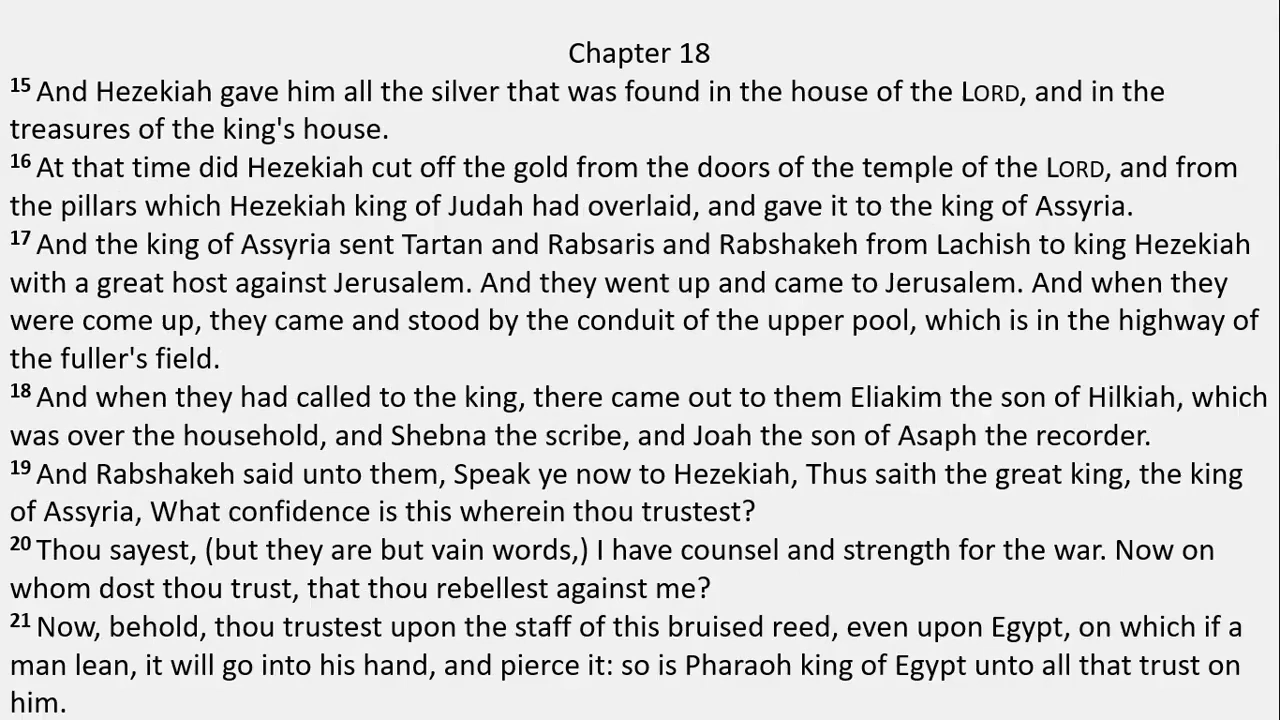 Chapter 18
15 And Hezekiah gave him all the silver that was found in the house of the LORD, and in the
treasures of the king's house.
16 At that time did Hezekiah cut off the gold from the doors of the temple of the LORD, and from
the pillars which Hezekiah king of Judah had overlaid, and gave it to the king of Assyria.
17 And the king of Assyria sent Tartan and Rabsaris and Rabshakeh from Lachish to king Hezekiah
with a great host against Jerusalem. And they went up and came to Jerusalem. And when they
were come up, they came and stood by the conduit of the upper pool, which is in the highway of
the fuller's field.
18 And when they had called to the king, there came out to them Eliakim the son of Hilkiah, which
was over the household, and Shebna the scribe, and Joah the son of Asaph the recorder.
19 And Rabshakeh said unto them, Speak ye now to Hezekiah, Thus saith the great king, the king
of Assyria, What confidence is this wherein thou trustest?
20 Thou sayest, (but they are but vain words,) I have counsel and strength for the war. Now on
whom dost thou trust, that thou rebellest against me?
21 Now, behold, thou trustest upon the staff of this bruised reed, even upon Egypt, on which if a
man lean, it will go into his hand, and pierce it: so is Pharaoh king of Egypt unto all that trust on
him.